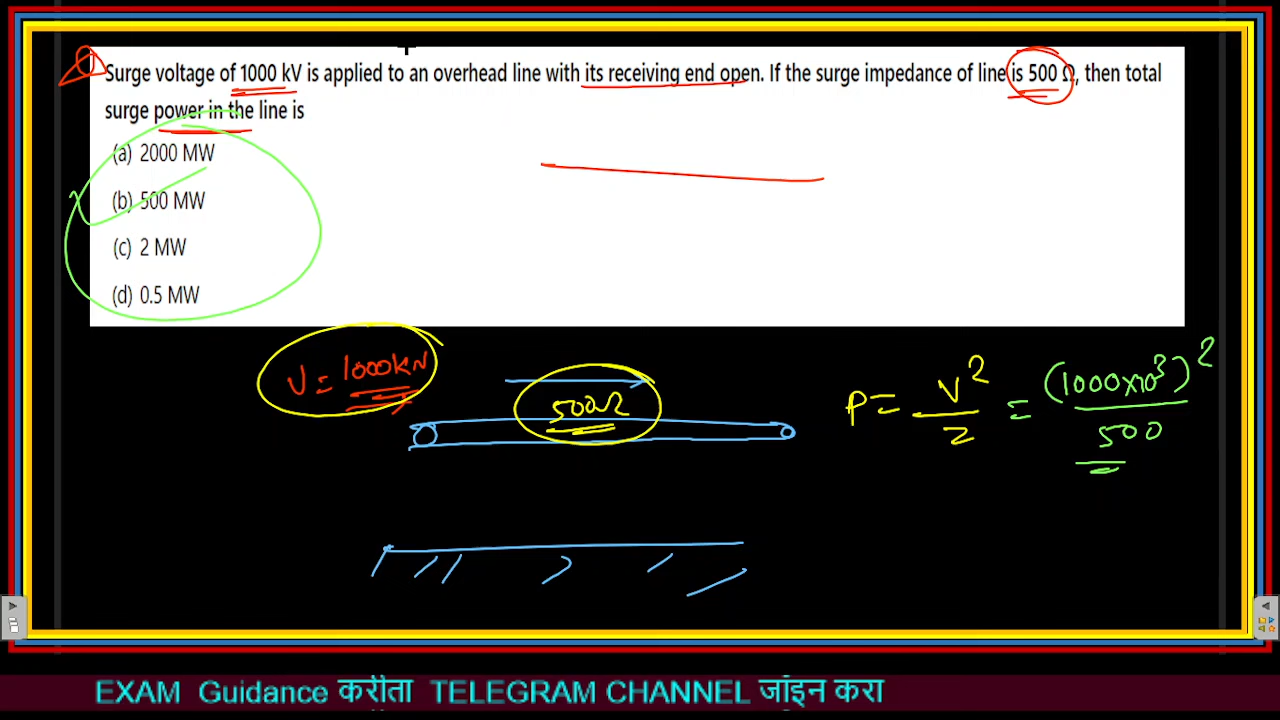 Surge voltage of 1000 kV is applied to an overhead line with its receiving end open. If the surge impedance of line is 500 Ω, then total
surge power in the line is
(a) 2000 MW
(b) 500 MW
(c) 2 MW
(d) 0.5 MW
V = 1000kV
500Ω
P = V² / Z = (1000×10³)² / 500
EXAM Guidance करीता TELEGRAM CHANNEL जॉइन करा